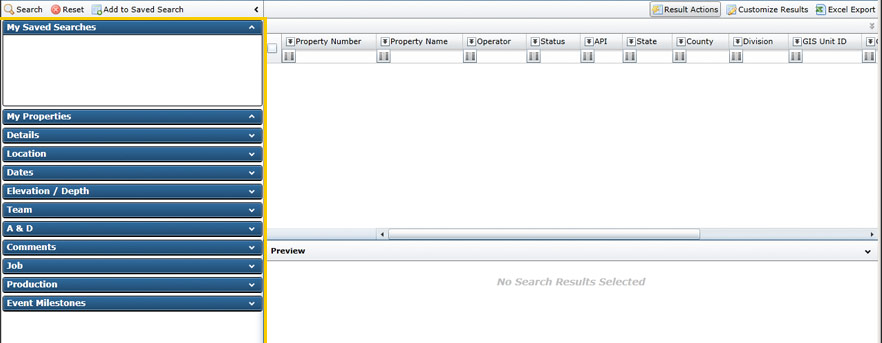 Search Reset Add to Saved Search Result Actions Customize Results Excel Export
My Saved Searches
Property Number Property Name Operator Status API State County Division GIS Unit ID
My Properties
Details
Location
Dates
Elevation / Depth
Team
A & D
Comments
Preview
Job
Production
No Search Results Selected
Event Milestones